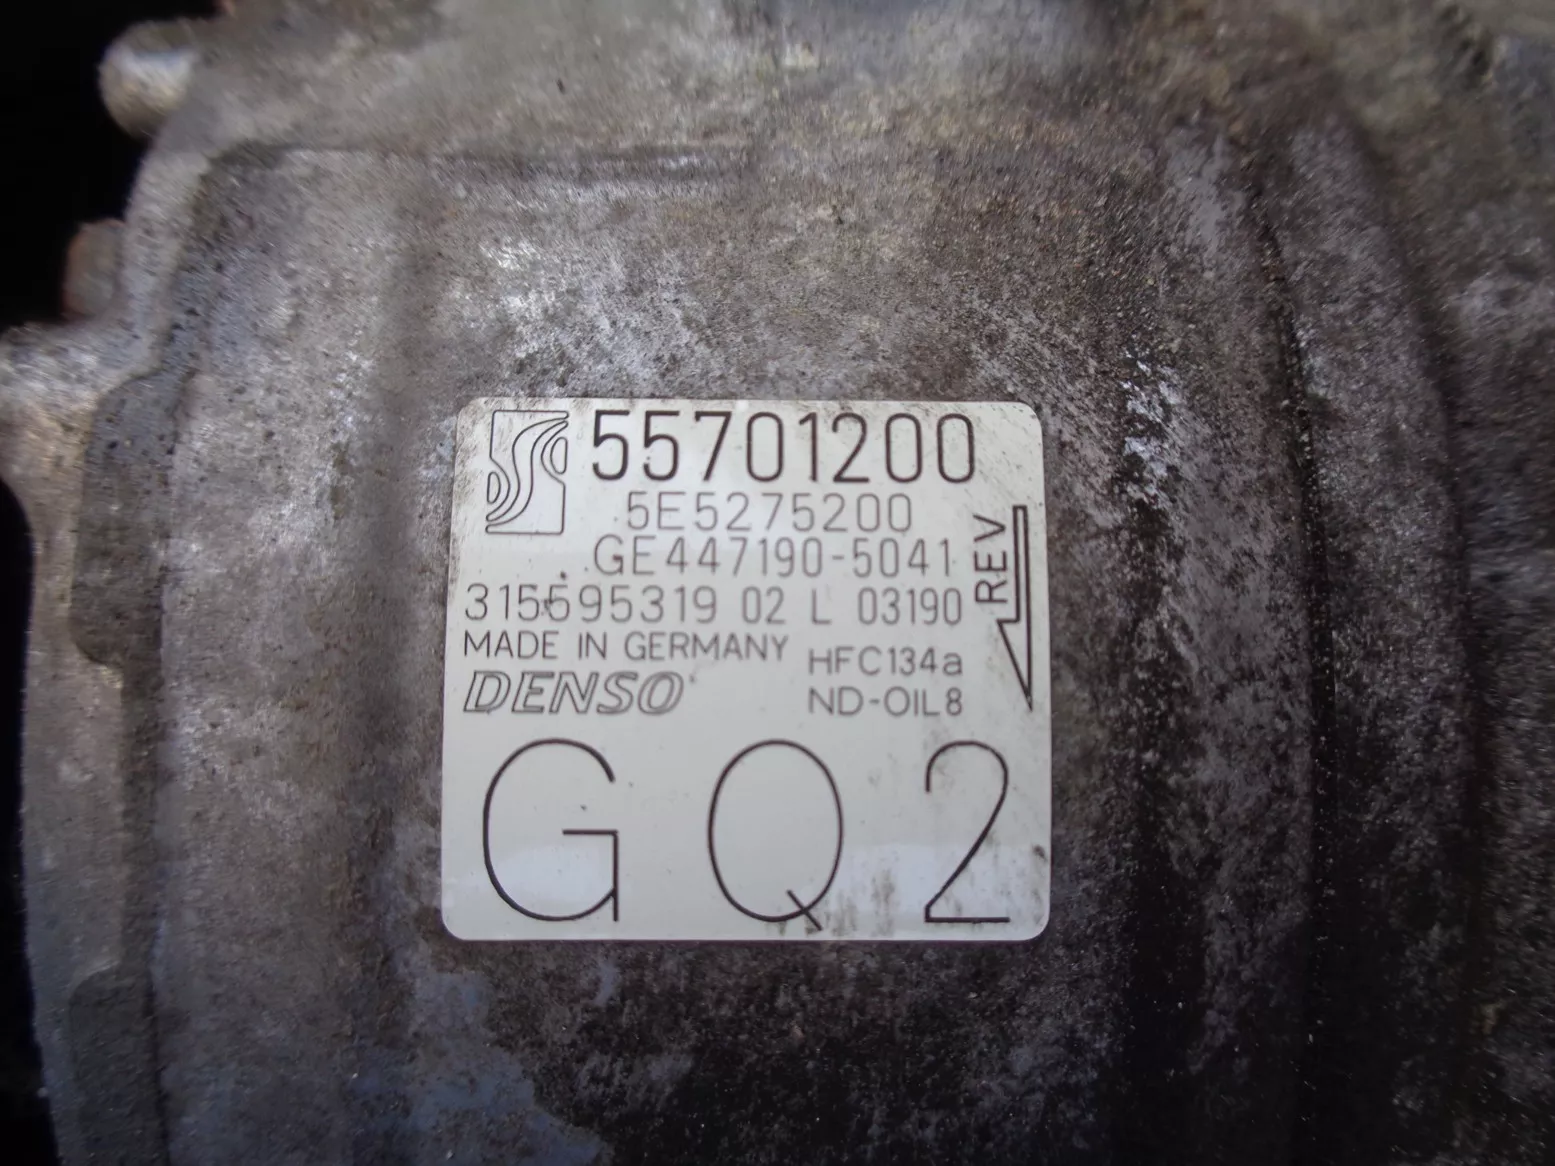 55701200
5E5275200
GE447190-5041
315595319 02 L 03190
REV
MADE IN GERMANY
HFC134a
DENSO
ND-OIL8
GQ2